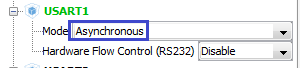 USART1
Mode Asynchronous
Hardware Flow Control (RS232) Disable